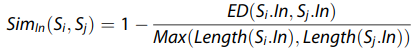 Sim_In(S_i, S_j) = 1 − ED(S_i.In, S_j.In) / Max(Length(S_i.In), Length(S_j.In))